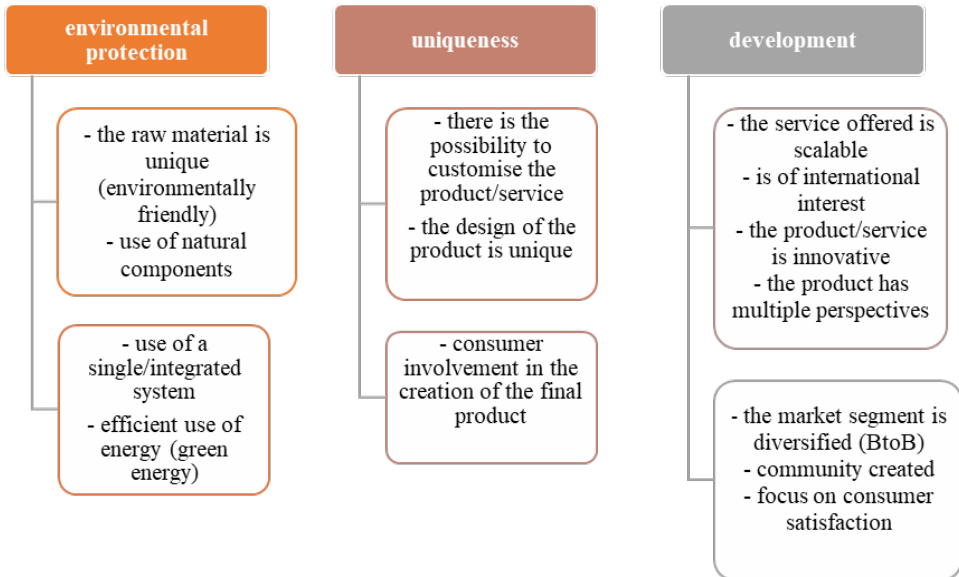 environmental
protection
- the raw material is
unique
(environmentally
friendly)
- use of natural
components
- use of a
single/integrated
system
- efficient use of
energy (green
energy)
uniqueness
- there is the
possibility to
customise the
product/service
- the design of the
product is unique
- consumer
involvement in the
creation of the final
product
development
- the service offered is
scalable
- is of international
interest
- the product/service
is innovative
- the product has
multiple perspectives
- the market segment is
diversified (BtoB)
- community created
- focus on consumer
satisfaction